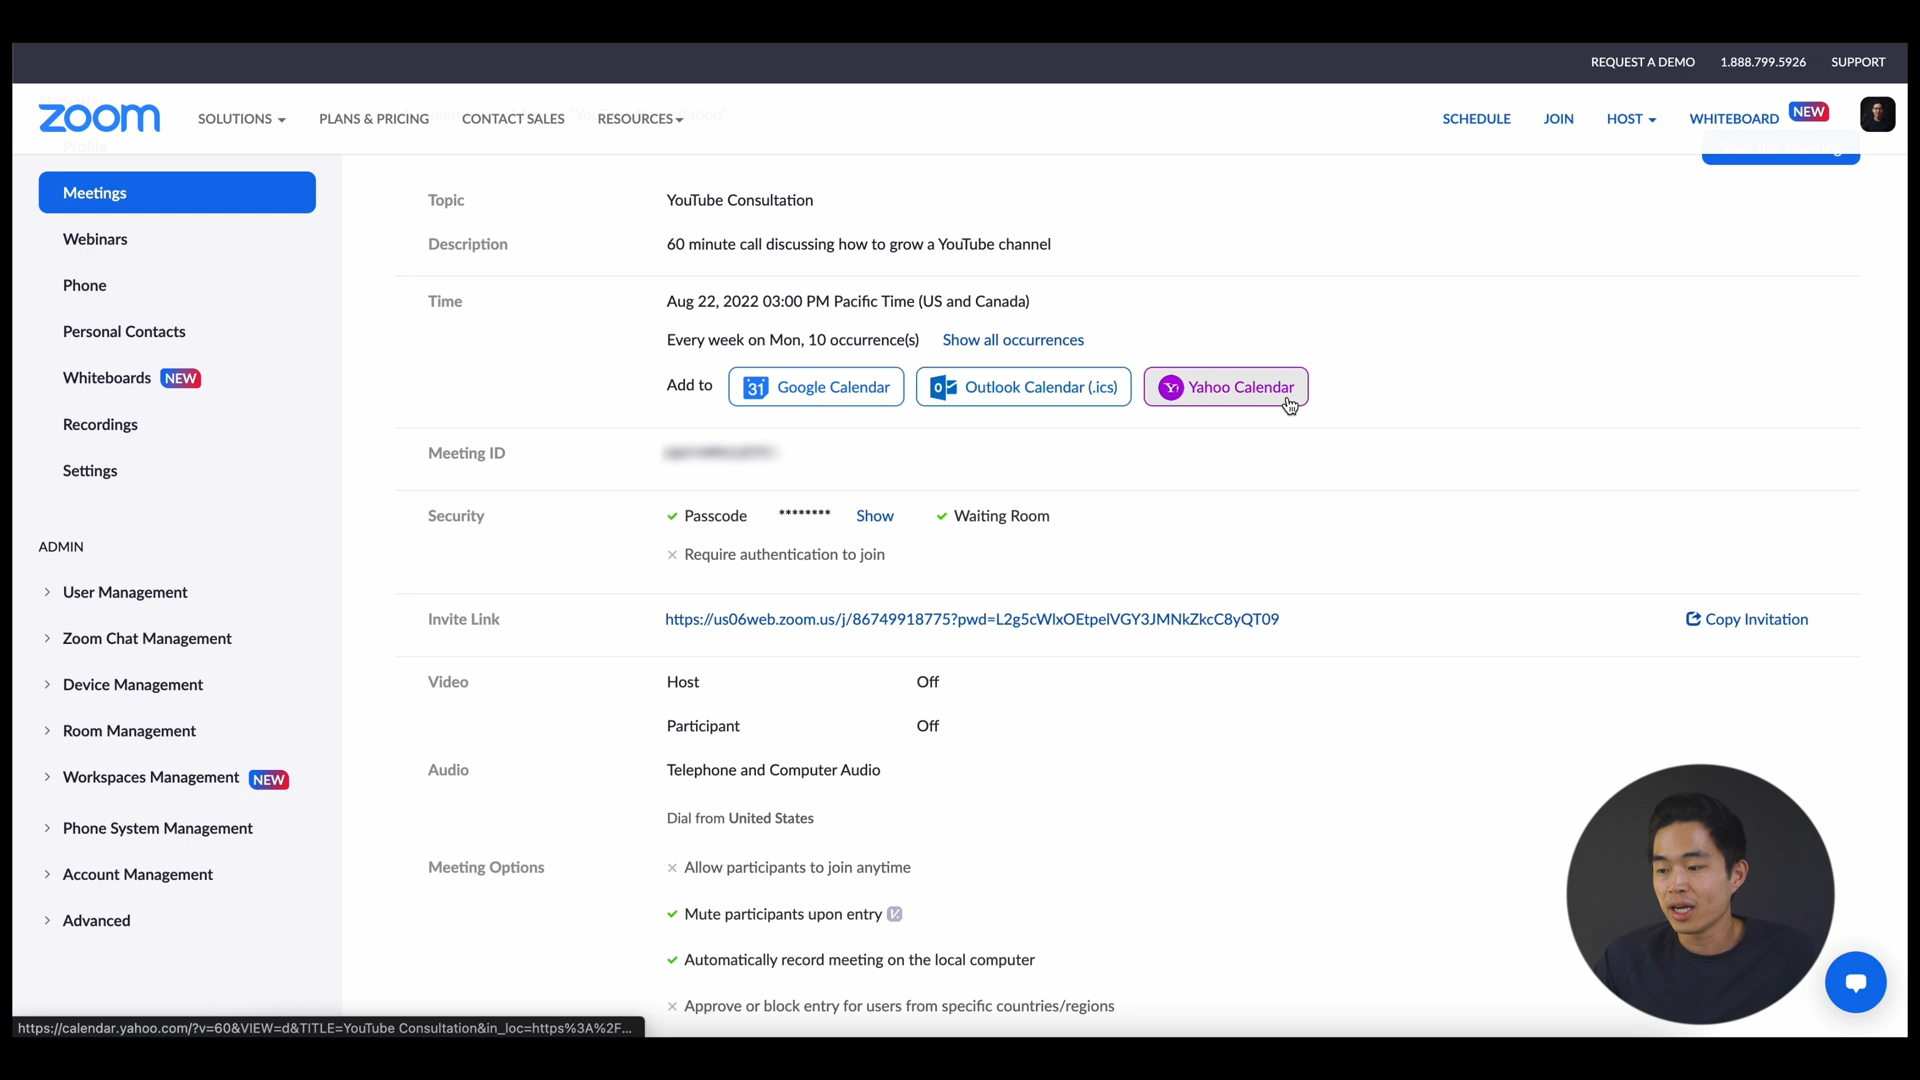 REQUEST A DEMO 1.888.799.5926 SUPPORT
zoom SOLUTIONS PLANS & PRICING CONTACT SALES RESOURCES SCHEDULE JOIN HOST WHITEBOARD NEW
Profile
Meetings
Webinars
Phone
Personal Contacts
Whiteboards NEW
Recordings
Settings
ADMIN
User Management
Zoom Chat Management
Device Management
Room Management
Workspaces Management NEW
Phone System Management
Account Management
Advanced
Topic YouTube Consultation
Description 60 minute call discussing how to grow a YouTube channel
Time Aug 22, 2022 03:00 PM Pacific Time (US and Canada)
Every week on Mon, 10 occurrence(s) Show all occurrences
Add to 31 Google Calendar Outlook Calendar (.ics) Yahoo Calendar
Meeting ID
Security Passcode ******** Show Waiting Room
Require authentication to join
Invite Link https://us06web.zoom.us/j/86749918775?pwd=L2g5cWlxOEtpelVGY3JMNkZkcC8yQT09 Copy Invitation
Video Host Off
Participant Off
Audio Telephone and Computer Audio
Dial from United States
Meeting Options Allow participants to join anytime
Mute participants upon entry
Automatically record meeting on the local computer
Approve or block entry for users from specific countries/regions
https://calendar.yahoo.com/?v=60&VIEW=d&TITLE=YouTube Consultation&in_loc=https%3A%2F...